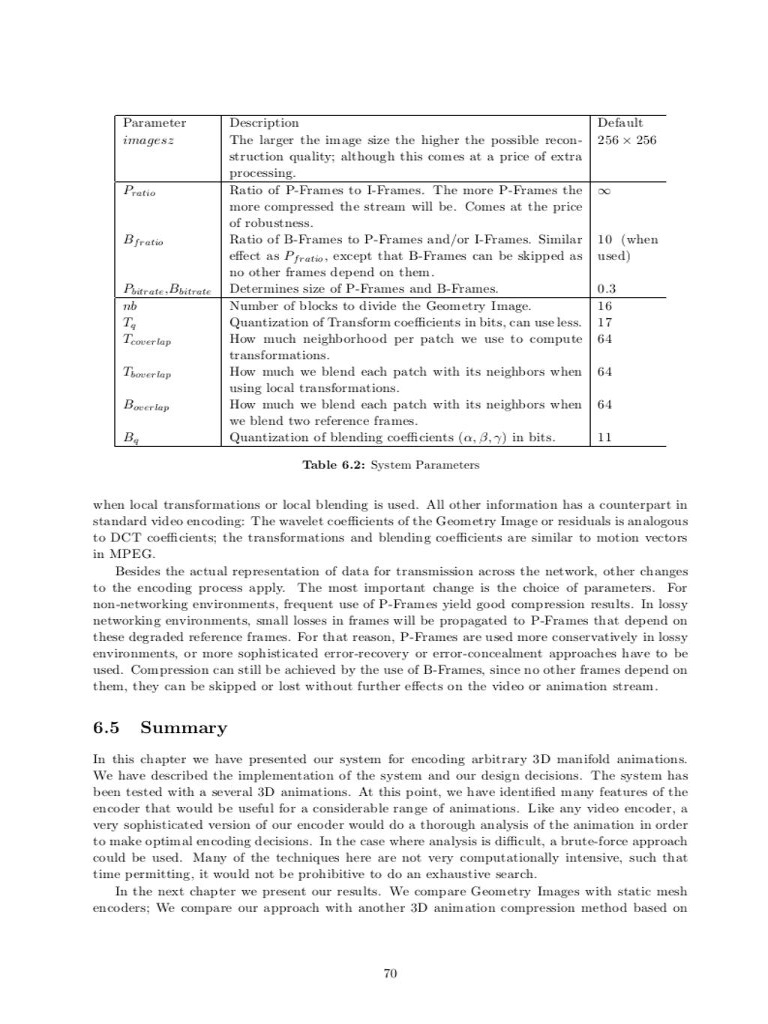 Parameter Description Default
imagesz The larger the image size the higher the possible recon- 256 × 256
struction quality; although this comes at a price of extra
processing.
P_ratio Ratio of P-Frames to I-Frames. The more P-Frames the ∞
more compressed the stream will be. Comes at the price
of robustness.
B_fratio Ratio of B-Frames to P-Frames and/or I-Frames. Similar 10 (when
effect as P_fratio, except that B-Frames can be skipped as used)
no other frames depend on them.
P_bitrate,B_bitrate Determines size of P-Frames and B-Frames. 0.3
nb Number of blocks to divide the Geometry Image. 16
T_q Quantization of Transform coefficients in bits, can use less. 17
T_coverlap How much neighborhood per patch we use to compute 64
transformations.
T_boverlap How much we blend each patch with its neighbors when 64
using local transformations.
B_overlap How much we blend each patch with its neighbors when 64
we blend two reference frames.
B_q Quantization of blending coefficients (α, β, γ) in bits. 11
Table 6.2: System Parameters
when local transformations or local blending is used. All other information has a counterpart in
standard video encoding: The wavelet coefficients of the Geometry Image or residuals is analogous
to DCT coefficients; the transformations and blending coefficients are similar to motion vectors
in MPEG.
Besides the actual representation of data for transmission across the network, other changes
to the encoding process apply. The most important change is the choice of parameters. For
non-networking environments, frequent use of P-Frames yield good compression results. In lossy
networking environments, small losses in frames will be propagated to P-Frames that depend on
these degraded reference frames. For that reason, P-Frames are used more conservatively in lossy
environments, or more sophisticated error-recovery or error-concealment approaches have to be
used. Compression can still be achieved by the use of B-Frames, since no other frames depend on
them, they can be skipped or lost without further effects on the video or animation stream.
6.5 Summary
In this chapter we have presented our system for encoding arbitrary 3D manifold animations.
We have described the implementation of the system and our design decisions. The system has
been tested with a several 3D animations. At this point, we have identified many features of the
encoder that would be useful for a considerable range of animations. Like any video encoder, a
very sophisticated version of our encoder would do a thorough analysis of the animation in order
to make optimal encoding decisions. In the case where analysis is difficult, a brute-force approach
could be used. Many of the techniques here are not very computationally intensive, such that
time permitting, it would not be prohibitive to do an exhaustive search.
In the next chapter we present our results. We compare Geometry Images with static mesh
encoders; We compare our approach with another 3D animation compression method based on
70